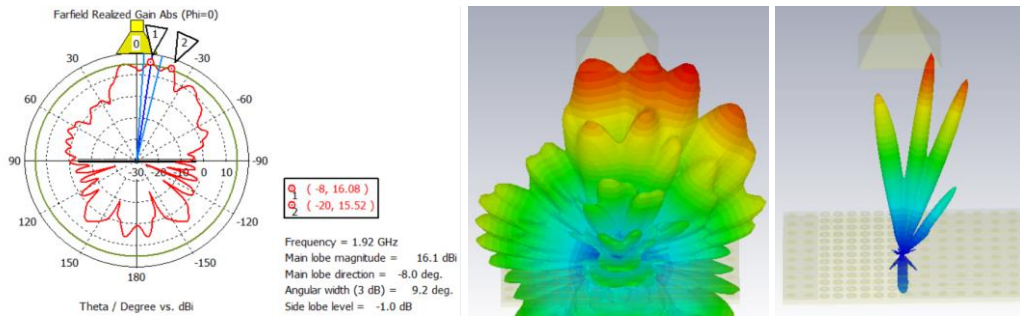 Farfield Realized Gain Abs (Phi=0)
0
1
2
30
-30
60
-60
90
-30
-20
-10
0
10
-90
120
-120
150
-150
180
1 ( -8, 16.08 )
2 ( -20, 15.52 )
Frequency = 1.92 GHz
Main lobe magnitude = 16.1 dBi
Main lobe direction = -8.0 deg.
Angular width (3 dB) = 9.2 deg.
Side lobe level = -1.0 dB
Theta / Degree vs. dBi